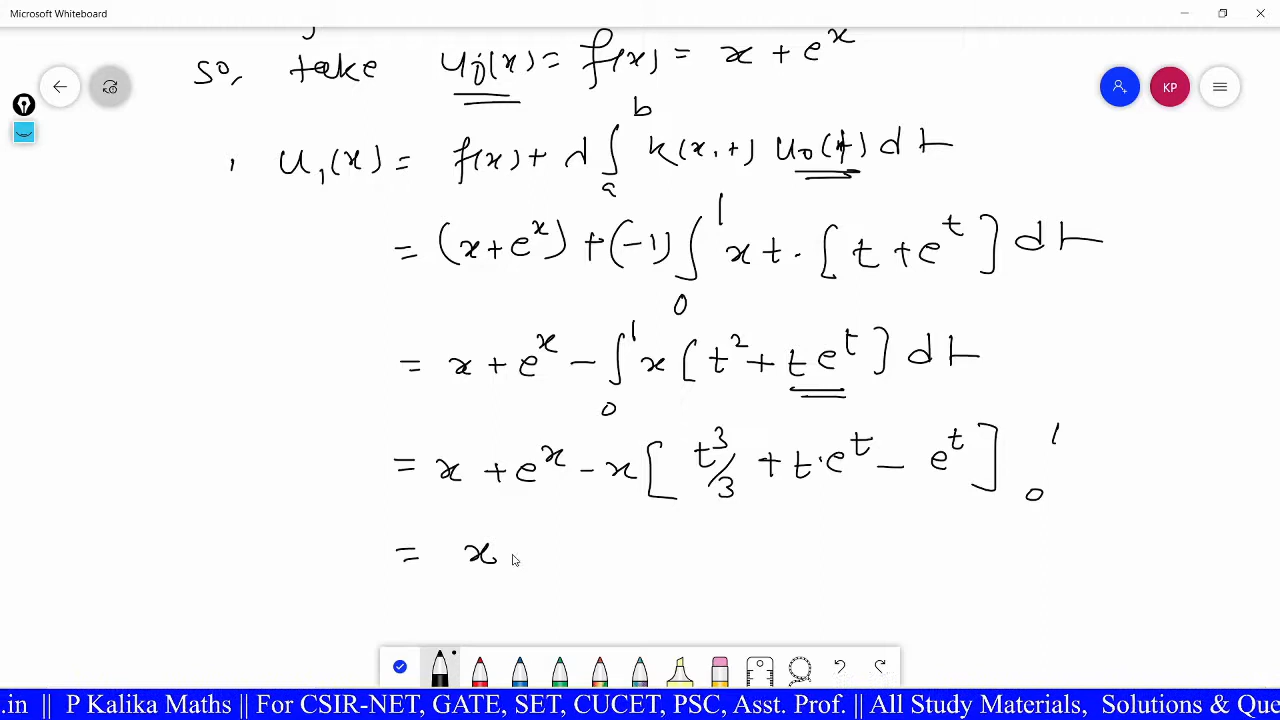 Microsoft Whiteboard
so, take u₀(x) = f(x) = x + eˣ
KP
, u₁(x) = f(x) + λ ∫ₐᵇ k(x,t) u₀(t) dt
= (x+eˣ) + (-1) ∫₀¹ x t · [t + eᵗ] dt
= x + eˣ - ∫₀¹ x [t² + t eᵗ] dt
= x + eˣ - x [t³/3 + t·eᵗ - eᵗ]₀¹
= x
.in || P Kalika Maths || For CSIR-NET, GATE, SET, CUCET, PSC, Asst. Prof. || All Study Materials, Solutions & Que